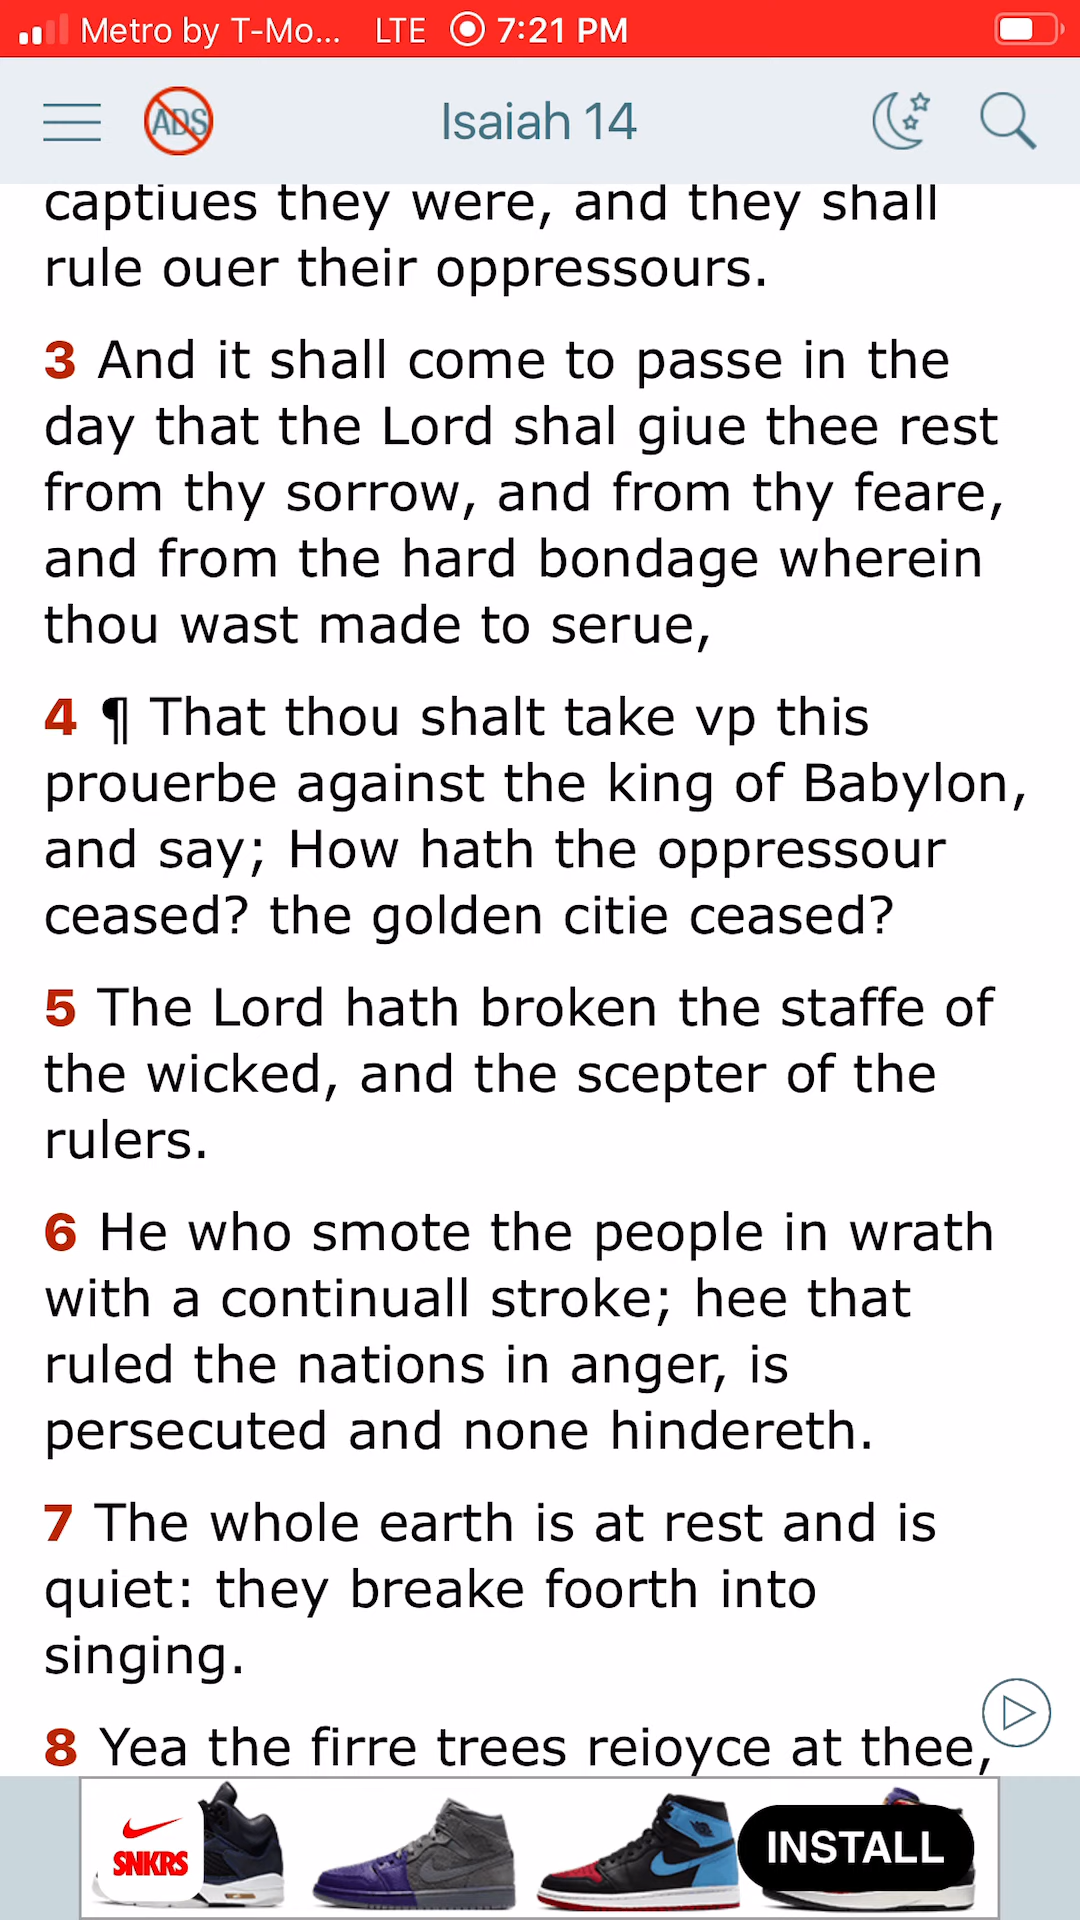 Metro by T-Mo... LTE 7:21 PM
ADS Isaiah 14
captiues they were, and they shall
rule ouer their oppressours.
3 And it shall come to passe in the
day that the Lord shal giue thee rest
from thy sorrow, and from thy feare,
and from the hard bondage wherein
thou wast made to serue,
4 ¶ That thou shalt take vp this
prouerbe against the king of Babylon,
and say; How hath the oppressour
ceased? the golden citie ceased?
5 The Lord hath broken the staffe of
the wicked, and the scepter of the
rulers.
6 He who smote the people in wrath
with a continuall stroke; hee that
ruled the nations in anger, is
persecuted and none hindereth.
7 The whole earth is at rest and is
quiet: they breake foorth into
singing.
8 Yea the firre trees reioyce at thee,
SNKRS INSTALL